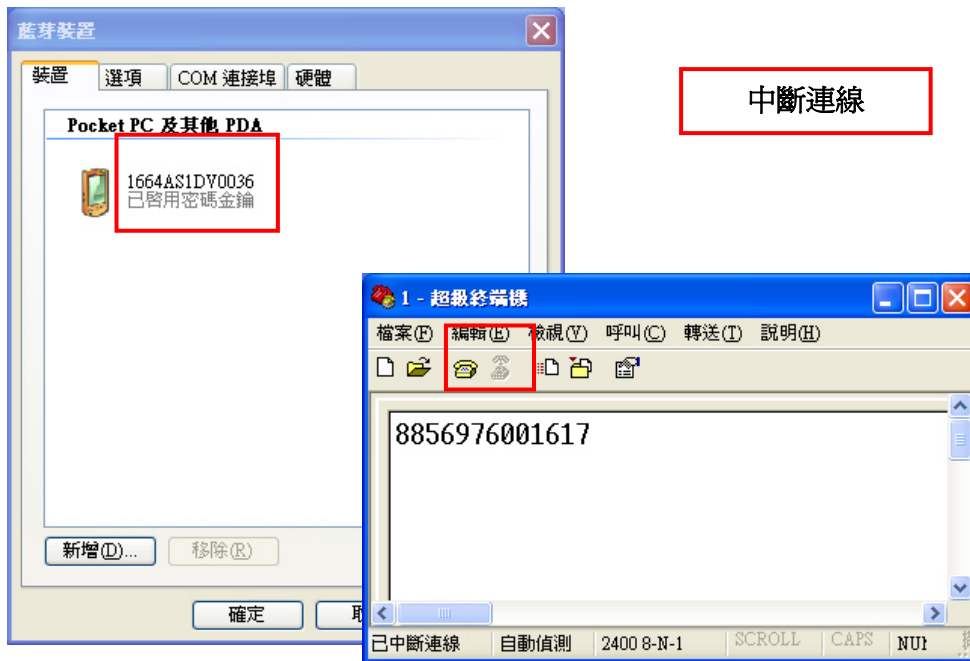 藍芽裝置
裝置 選項 COM 連接埠 硬體
Pocket PC 及其他 PDA
1664AS1DV0036
已啓用密碼金鑰
新增(D)... 移除(R)
確定
中斷連線
1 - 超級終端機
檔案(F) 編輯(E) 檢視(V) 呼叫(C) 轉送(T) 說明(H)
8856976001617
已中斷連線 自動偵測 2400 8-N-1 SCROLL CAPS